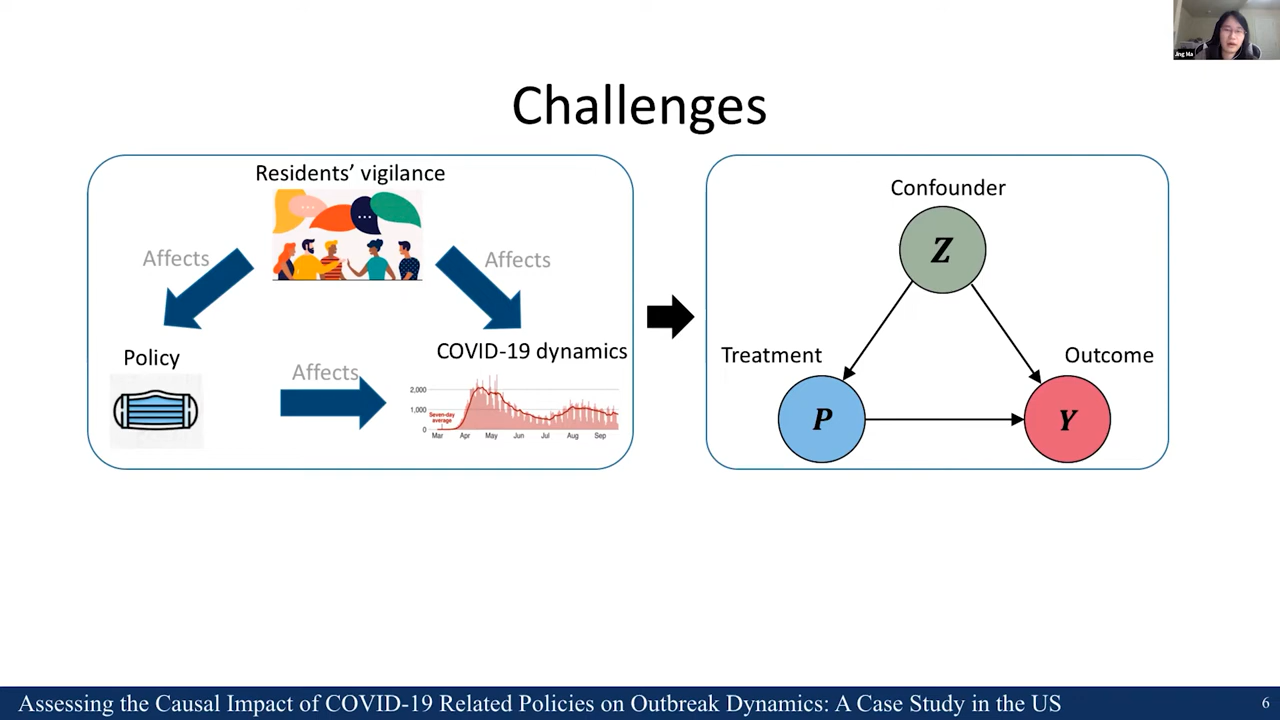 Jing Ma
Challenges
Residents' vigilance
Affects
Affects
Policy
COVID-19 dynamics
Affects
2,000
1,000
0
Seven-day
average
Mar Apr May Jun Jul Aug Sep
Confounder
Z
Treatment
Outcome
P
Y
Assessing the Causal Impact of COVID-19 Related Policies on Outbreak Dynamics: A Case Study in the US
6